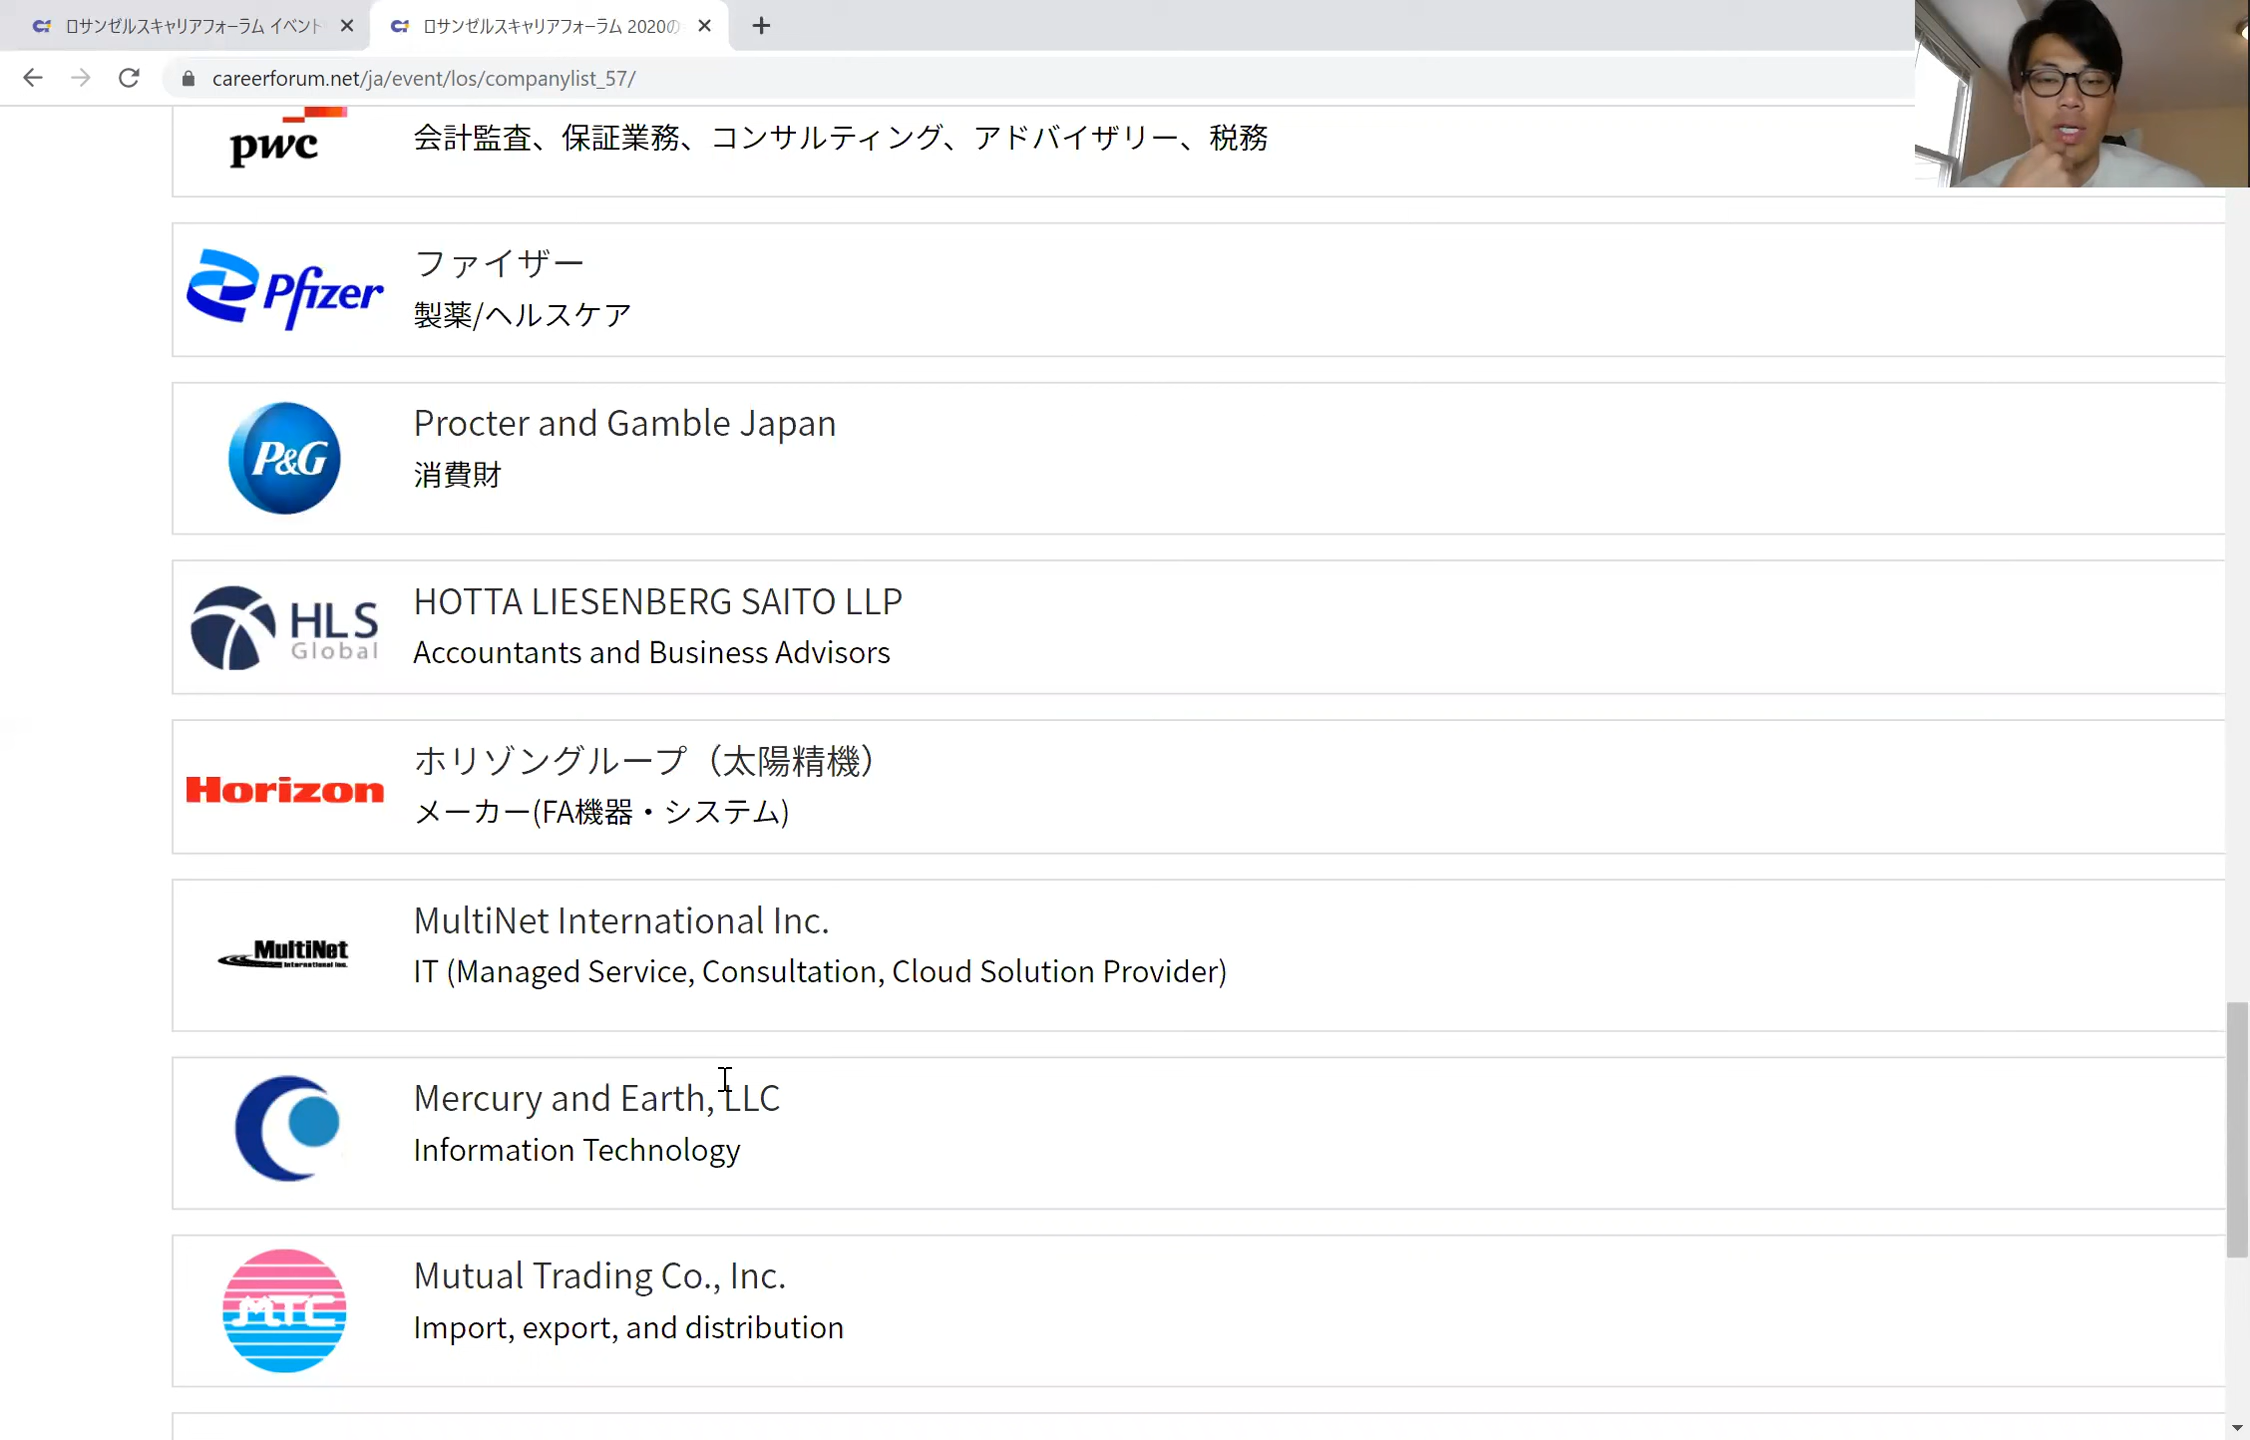 ロサンゼルスキャリアフォーラム イベント
ロサンゼルスキャリアフォーラム 2020の
careerforum.net/ja/event/los/companylist_57/
pwc
会計監査、保証業務、コンサルティング、アドバイザリー、税務
Pfizer
ファイザー
製薬/ヘルスケア
P&G
Procter and Gamble Japan
消費財
HLS
Global
HOTTA LIESENBERG SAITO LLP
Accountants and Business Advisors
Horizon
ホリゾングループ（太陽精機）
メーカー(FA機器・システム)
MultiNet
International Inc.
MultiNet International Inc.
IT (Managed Service, Consultation, Cloud Solution Provider)
Mercury and Earth, LLC
Information Technology
MTC
Mutual Trading Co., Inc.
Import, export, and distribution